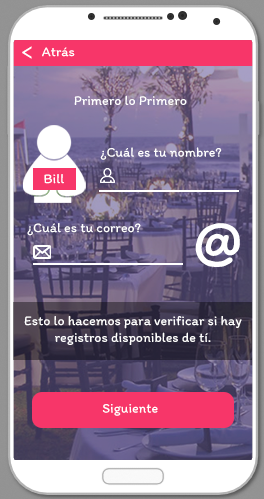 Atrás
Primero lo Primero
¿Cuál es tu nombre?
Bill
¿Cuál es tu correo?
@
Esto lo hacemos para verificar si hay
registros disponibles de tí.
Siguiente